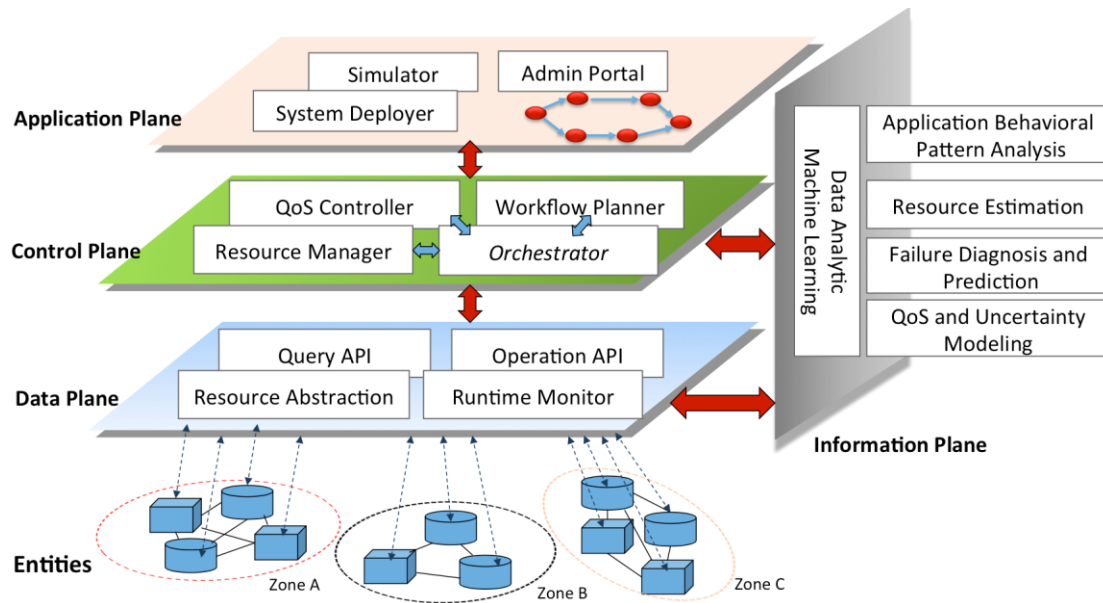 Simulator
Admin Portal
System Deployer
Application Plane
QoS Controller
Workflow Planner
Resource Manager
Orchestrator
Control Plane
Query API
Operation API
Resource Abstraction
Runtime Monitor
Data Plane
Data Analytic
Machine Learning
Application Behavioral
Pattern Analysis
Resource Estimation
Failure Diagnosis and
Prediction
QoS and Uncertainty
Modeling
Information Plane
Entities
Zone A
Zone B
Zone C